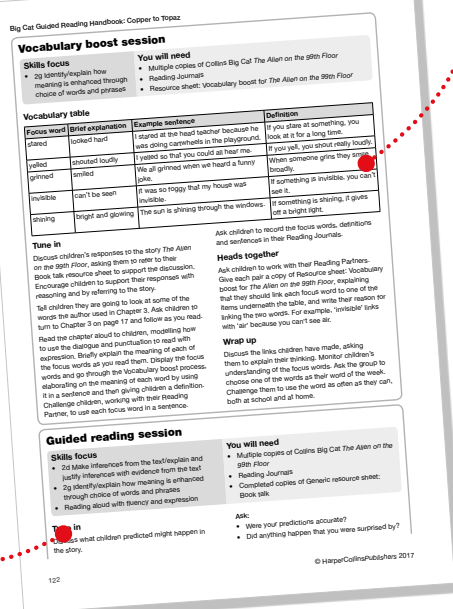 Big Cat Guided Reading Handbook: Copper to Topaz
Vocabulary boost session
Skills focus
• 2g Identify/explain how
meaning is enhanced through
choice of words and phrases
You will need
• Multiple copies of Collins Big Cat The Alien on the 99th Floor
• Reading Journals
• Resource sheet: Vocabulary boost for The Alien on the 99th Floor
Vocabulary table
Focus word Brief explanation Example sentence Definition
stared looked hard I stared at the head teacher because he
was doing cartwheels in the playground. If you stare at something, you
look at it for a long time.
yelled shouted loudly I yelled so that you could all hear me. If you yell, you shout really loudly.
grinned smiled We all grinned when we heard a funny
joke. When someone grins they smile
broadly.
invisible can't be seen It was so foggy that my house was
invisible. If something is invisible, you can't
see it.
shining bright and glowing The sun is shining through the windows. If something is shining, it gives
off a bright light.
Tune in
Discuss children's responses to the story The Alien
on the 99th Floor, asking them to refer to their
Book talk resource sheet to support the discussion.
Encourage children to support their responses with
reasoning and by referring to the story.
Tell children they are going to look at some of the
words the author used in Chapter 3. Ask children to
turn to Chapter 3 on page 17 and follow as you read.
Read the chapter aloud to children, modelling how
to use the dialogue and punctuation to read with
expression. Briefly explain the meaning of each of
the focus words as you read them. Display the focus
words and go through the Vocabulary boost process,
elaborating on the meaning of each word by using
it in a sentence and then giving children a definition.
Challenge children, working with their Reading
Partner, to use each focus word in a sentence.
Ask children to record the focus words, definitions
and sentences in their Reading Journals.
Heads together
Ask children to work with their Reading Partners.
Give each pair a copy of Resource sheet: Vocabulary
boost for The Alien on the 99th Floor, explaining
that they should link each focus word to one of the
items underneath the table, and write their reason for
linking the two words. For example, 'invisible' links
with 'air' because you can't see air.
Wrap up
Discuss the links children have made, asking
them to explain their thinking. Monitor children's
understanding of the focus words. Ask the group to
choose one of the words as their word of the week.
Challenge them to use the word as often as they can,
both at school and at home.
Guided reading session
Skills focus
• 2d Make inferences from the text/explain and
justify inferences with evidence from the text
• 2g Identify/explain how meaning is enhanced
through choice of words and phrases
• Reading aloud with fluency and expression
You will need
• Multiple copies of Collins Big Cat The Alien on the
99th Floor
• Reading Journals
• Completed copies of Generic resource sheet:
Book talk
in
what children predicted might happen in
the story.
Ask:
• Were your predictions accurate?
• Did anything happen that you were surprised by?
© HarperCollinsPublishers 2017
122